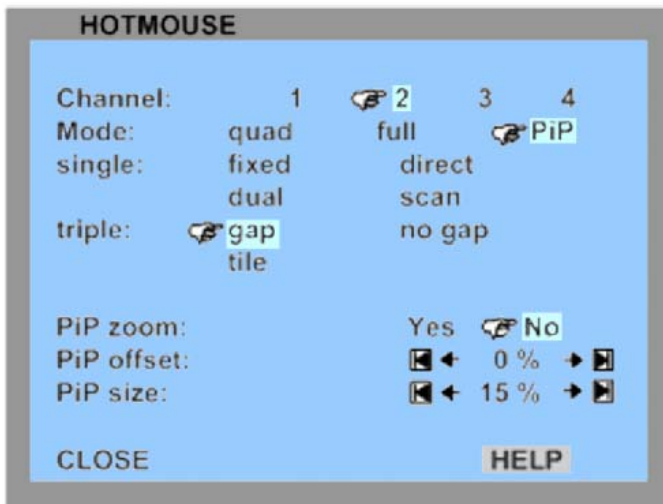 HOTMOUSE
Channel: 1 2 3 4
Mode: quad full PiP
single: fixed direct
dual scan
triple: gap no gap
tile
PiP zoom: Yes No
PiP offset: 0 %
PiP size: 15 %
CLOSE HELP